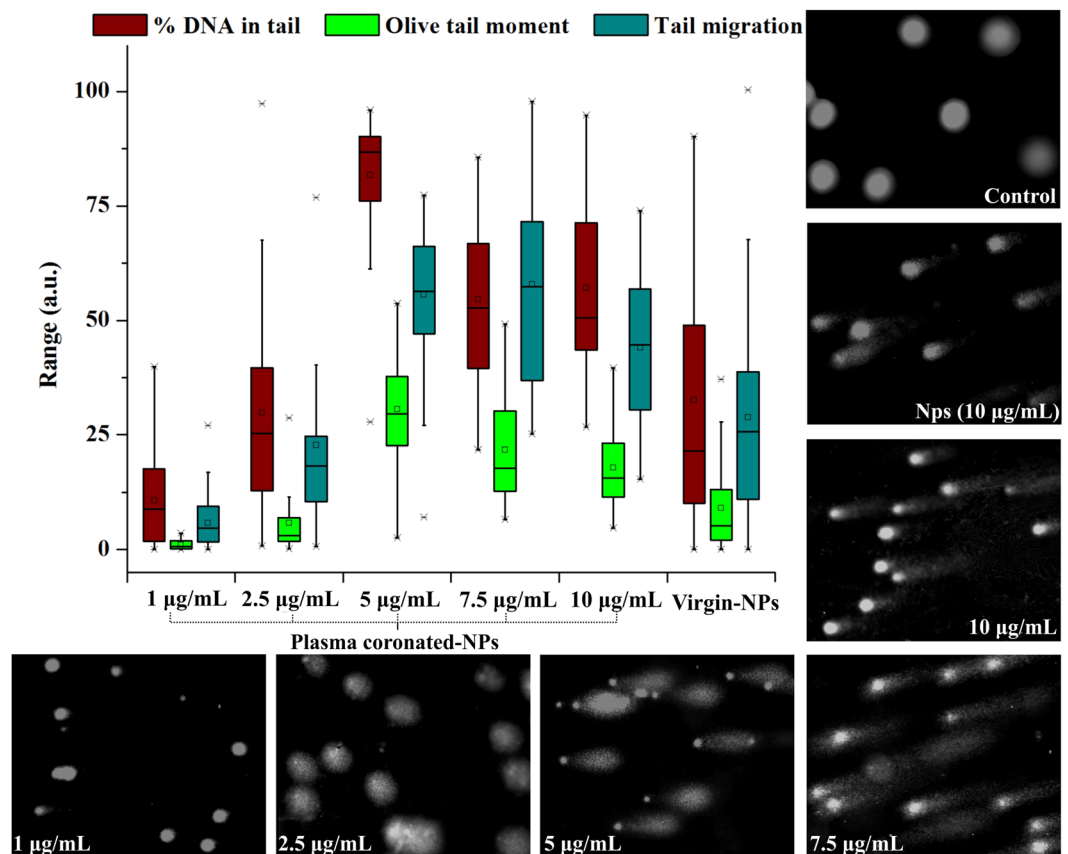 % DNA in tail Olive tail moment Tail migration
Range (a.u.)
100
75
50
25
0
1 µg/mL 2.5 µg/mL 5 µg/mL 7.5 µg/mL 10 µg/mL Virgin-NPs
Plasma coronated-NPs
Control
Nps (10 µg/mL)
10 µg/mL
1 µg/mL
2.5 µg/mL
5 µg/mL
7.5 µg/mL